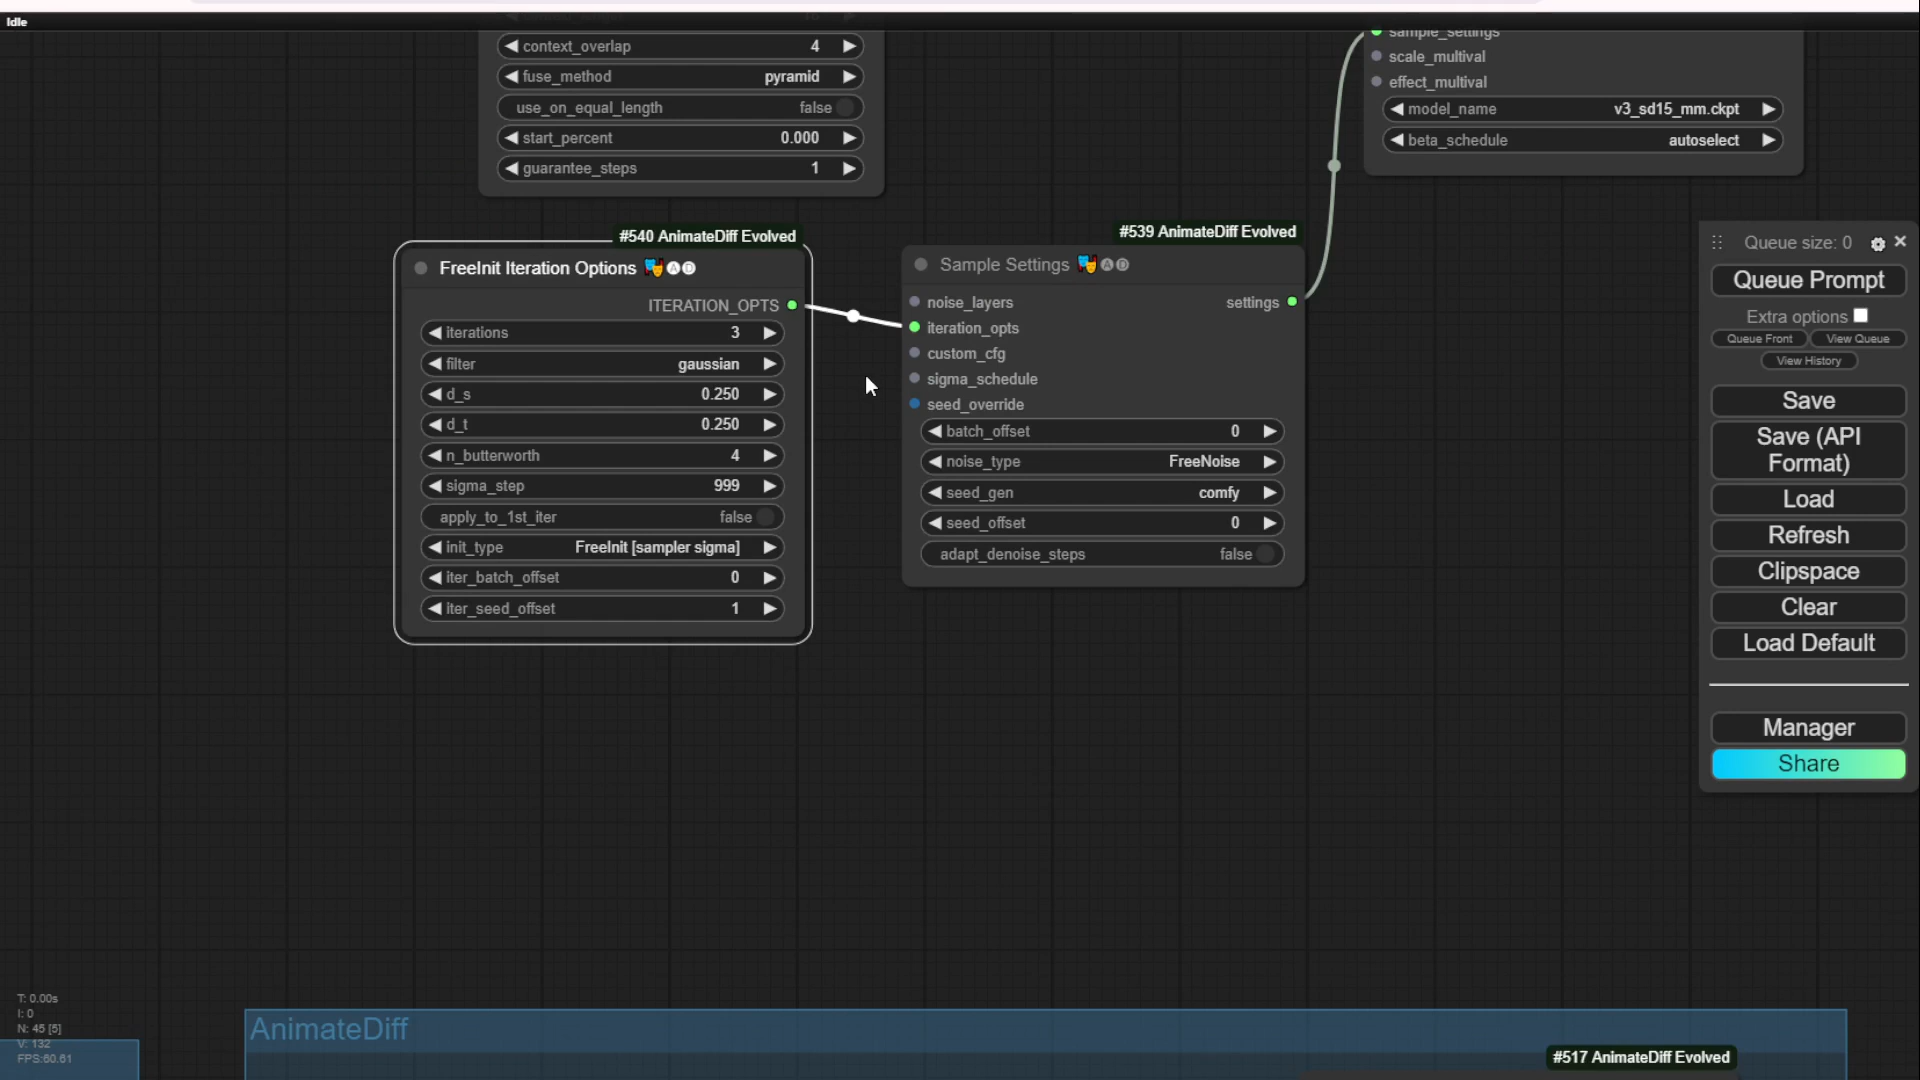 Idle
context_overlap 4
fuse_method pyramid
use_on_equal_length false
start_percent 0.000
guarantee_steps 1
sample_settings
scale_multival
effect_multival
model_name v3_sd15_mm.ckpt
beta_schedule autoselect
#540 AnimateDiff Evolved
FreeInit Iteration Options
ITERATION_OPTS
iterations 3
filter gaussian
d_s 0.250
d_t 0.250
n_butterworth 4
sigma_step 999
apply_to_1st_iter false
init_type FreeInit [sampler sigma]
iter_batch_offset 0
iter_seed_offset 1
#539 AnimateDiff Evolved
Sample Settings
noise_layers settings
iteration_opts
custom_cfg
sigma_schedule
seed_override
batch_offset 0
noise_type FreeNoise
seed_gen comfy
seed_offset 0
adapt_denoise_steps false
Queue size: 0
Queue Prompt
Extra options
Queue Front View Queue
View History
Save
Save (API
Format)
Load
Refresh
Clipspace
Clear
Load Default
Manager
Share
T: 0.00s
I: 0
N: 45 [5]
V: 132
FPS:60.61
AnimateDiff
#517 AnimateDiff Evolved